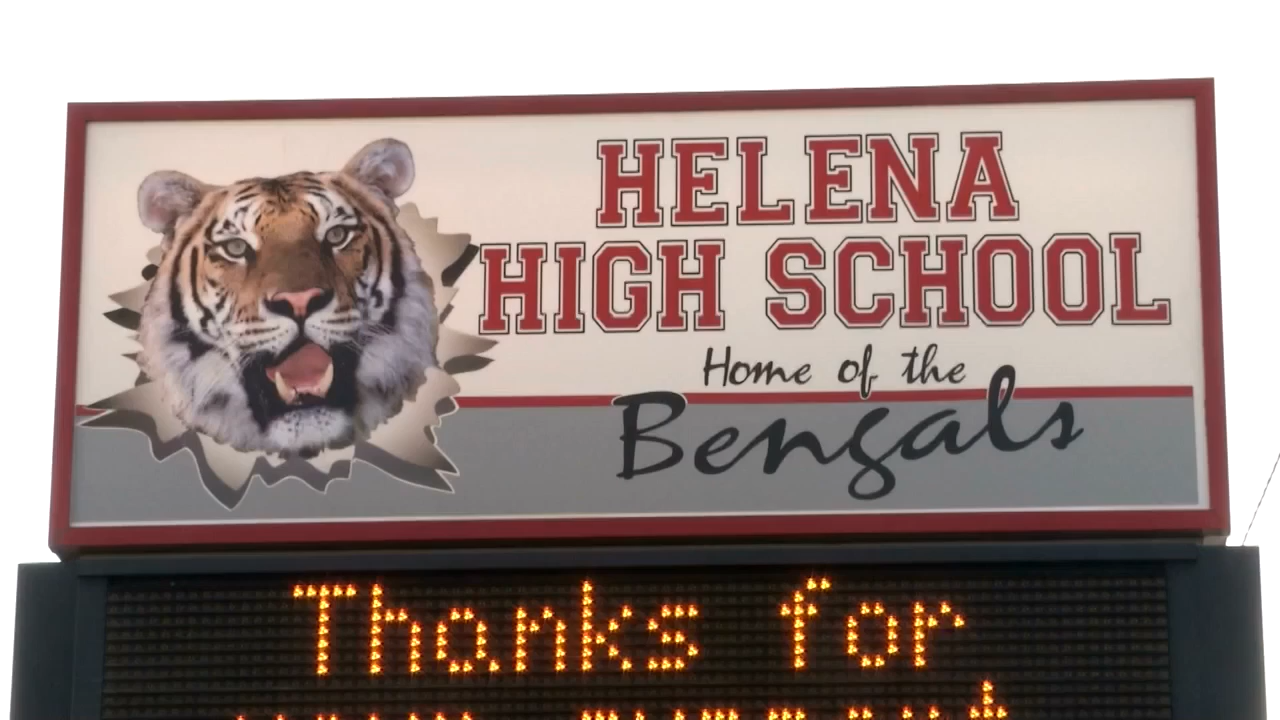 HELENA
HIGH SCHOOL
Home of the
Bengals
Thanks for